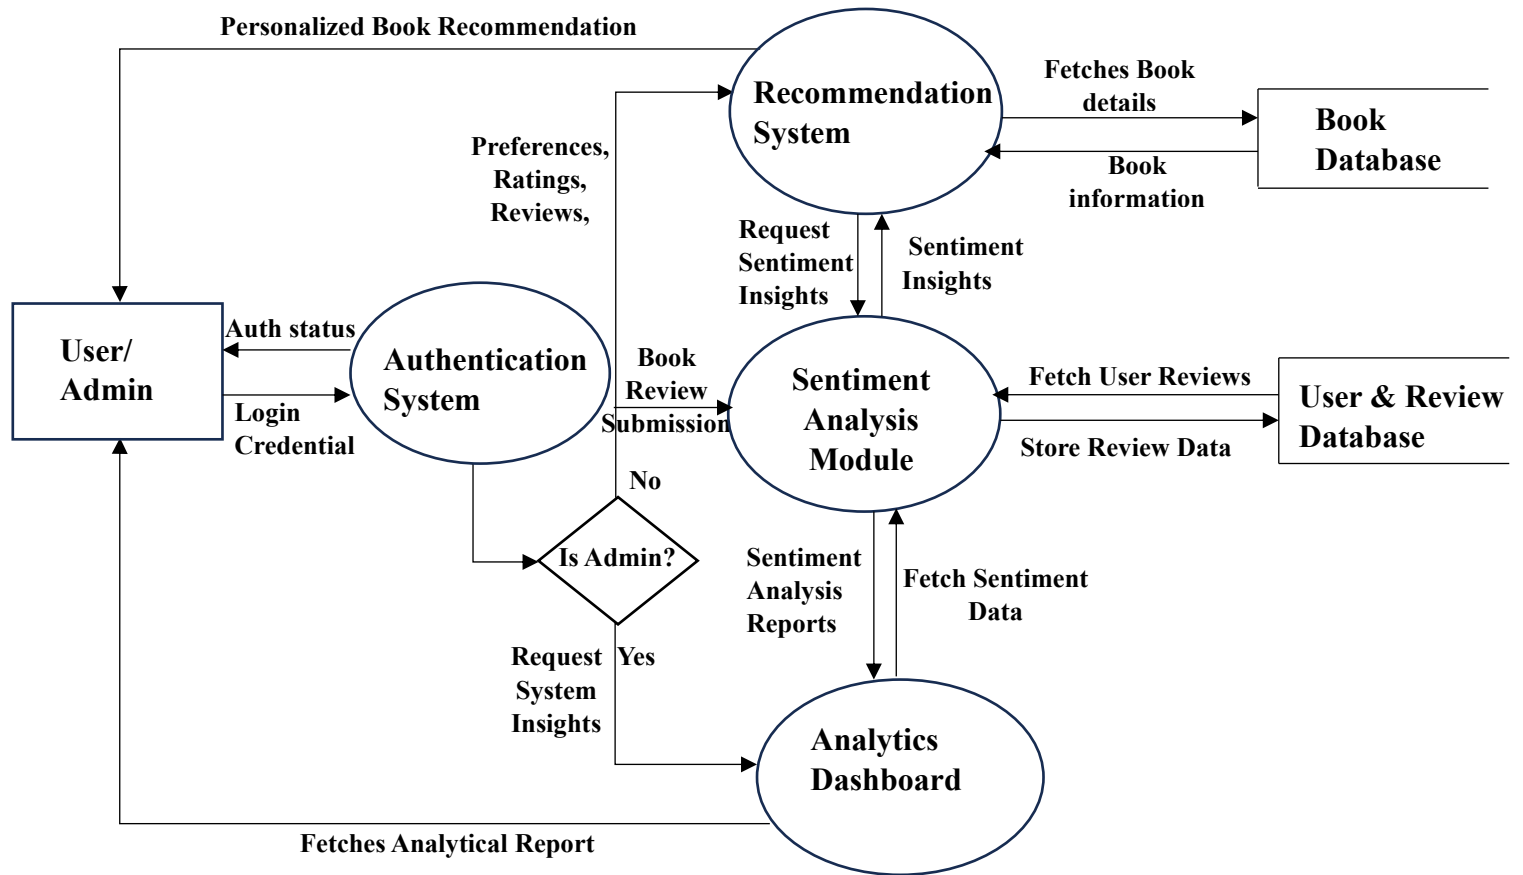 Personalized Book Recommendation
Recommendation
System
Fetches Book
details
Book
Database
Book
information
Preferences,
Ratings,
Reviews,
Request
Sentiment
Insights
Sentiment
Insights
User/
Admin
Auth status
Login
Credential
Authentication
System
Book
Review
Submission
Sentiment
Analysis
Module
Fetch User Reviews
Store Review Data
User & Review
Database
No
Is Admin?
Yes
Request
System
Insights
Sentiment
Analysis
Reports
Fetch Sentiment
Data
Analytics
Dashboard
Fetches Analytical Report